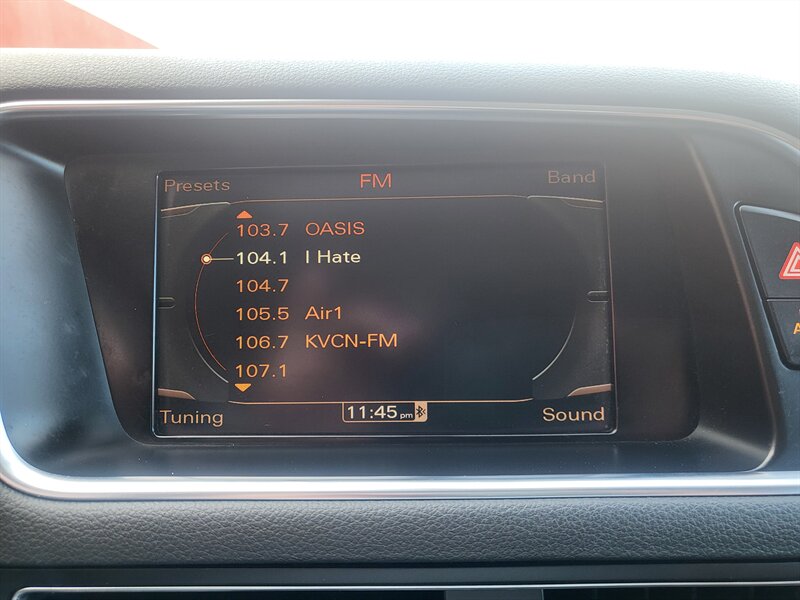 Presets FM Band
103.7 OASIS
104.1 I Hate
104.7
105.5 Air1
106.7 KVCN-FM
107.1
Tuning 11:45 pm Sound
A